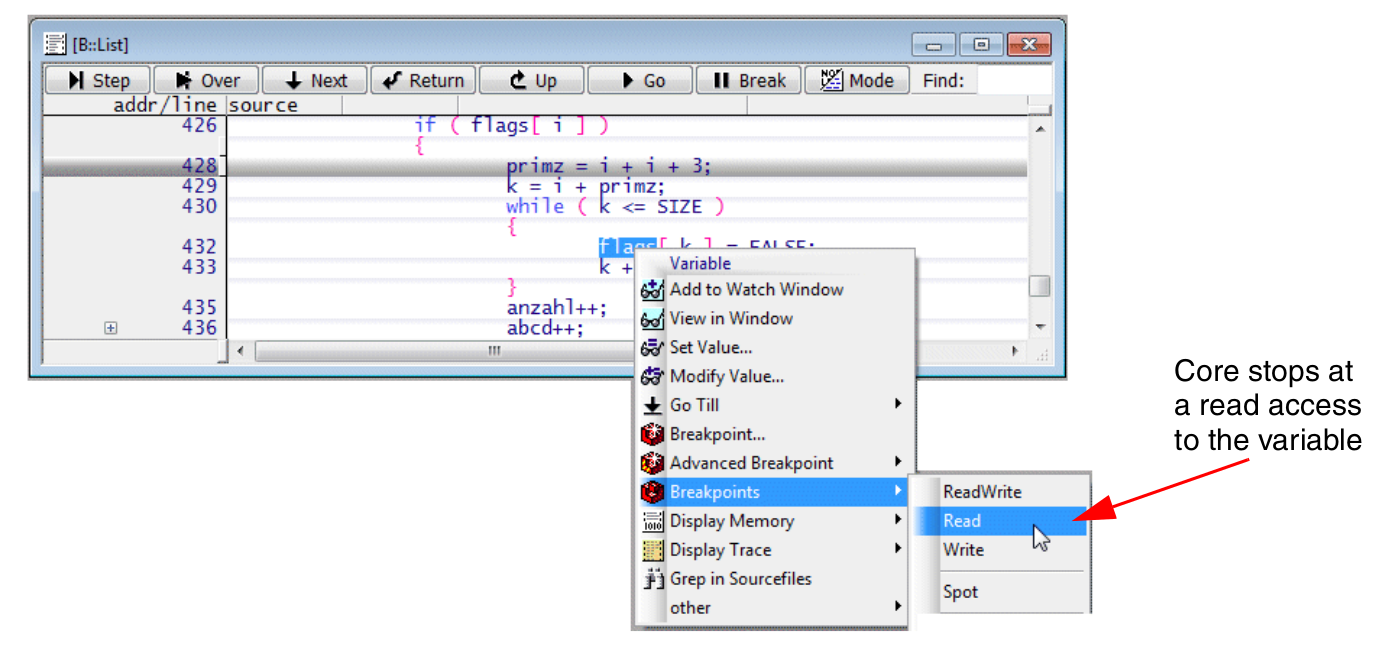 [B::List]
Step Over Next Return Up Go Break Mode Find:
addr/line source
426 if ( flags[ i ] )
{
428 primz = i + i + 3;
429 k = i + primz;
430 while ( k <= SIZE )
{
432 flags[ k ] = FALSE;
433 k +
}
435 anzahl++;
436 abcd++;
Variable
Add to Watch Window
View in Window
Set Value...
Modify Value...
Go Till
Breakpoint...
Advanced Breakpoint
Breakpoints
Display Memory
Display Trace
Grep in Sourcefiles
other
ReadWrite
Read
Write
Spot
Core stops at
a read access
to the variable